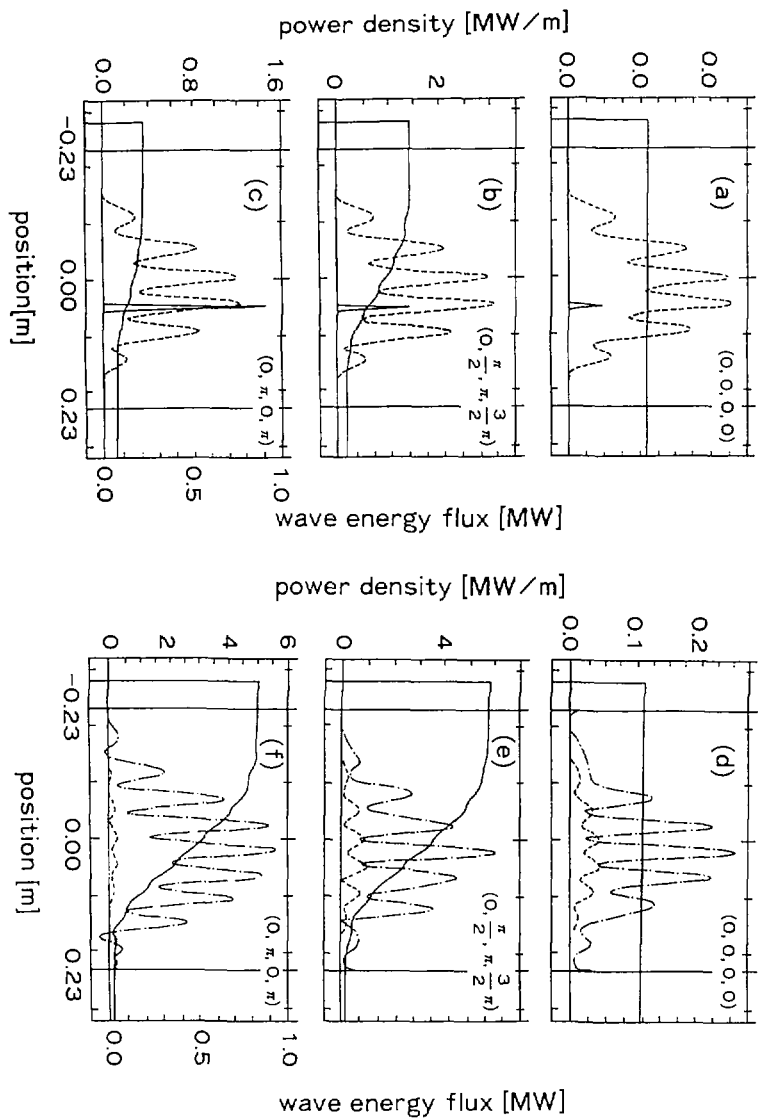 power density [MW/m]
0.0 0.8 1.6
0 2
0.0 0.0 0.0
(c)
(0, π, 0, π)
(b)
(0, π/2, π, 3/2 π)
(a)
(0, 0, 0, 0)
-0.23 0.00 0.23
position[m]
0.0 0.5 1.0
wave energy flux [MW]
power density [MW/m]
0 2 4 6
0 4
0.0 0.1 0.2
(f)
(0, π, 0, π)
(e)
(0, π/2, π, 3/2 π)
(d)
(0, 0, 0, 0)
-0.23 0.00 0.23
position [m]
0.0 0.5 1.0
wave energy flux [MW]